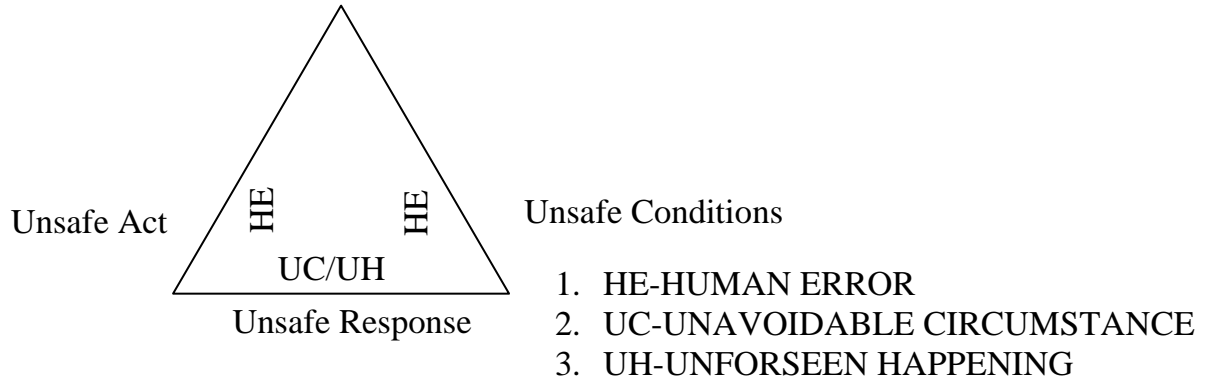 HE
HE
Unsafe Act
Unsafe Conditions
UC/UH
Unsafe Response
1. HE-HUMAN ERROR
2. UC-UNAVOIDABLE CIRCUMSTANCE
3. UH-UNFORSEEN HAPPENING